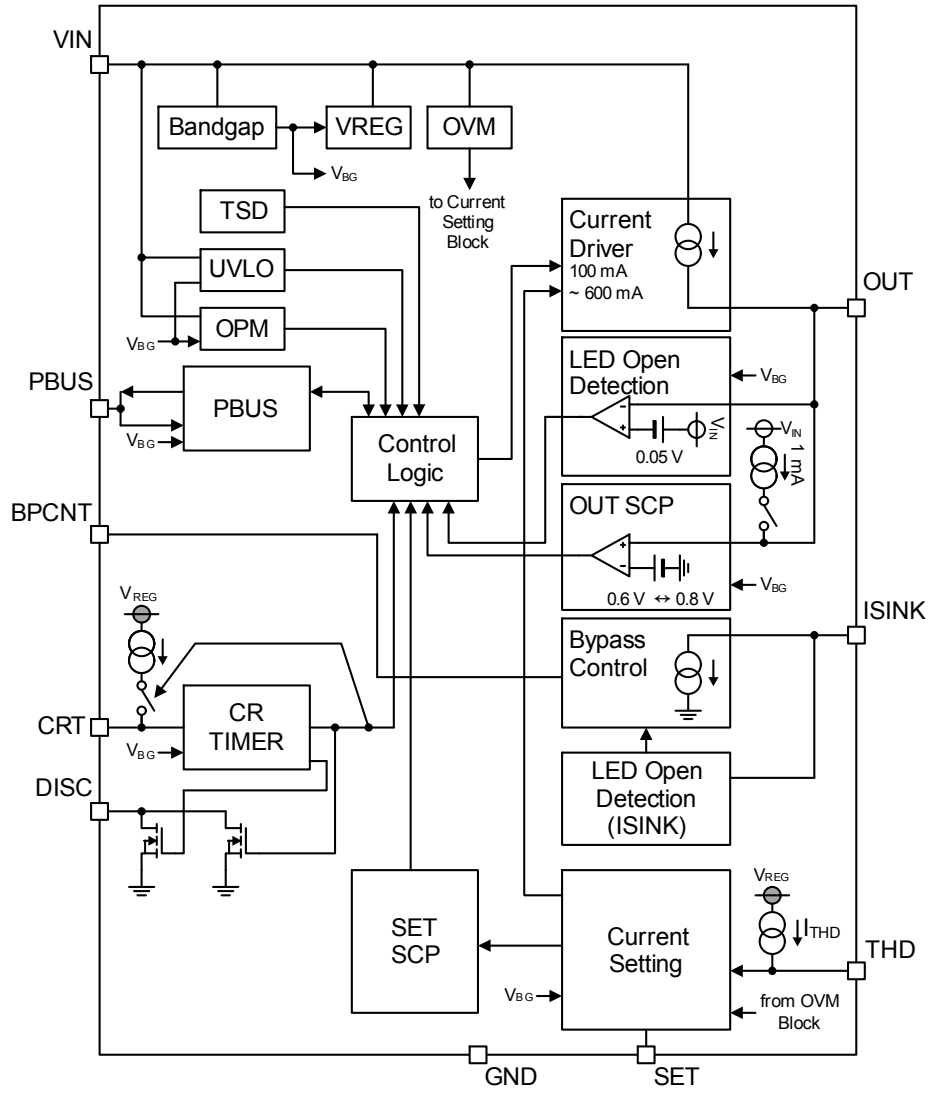 VIN
Bandgap
VREG
OVM
VBG
to Current
Setting
Block
TSD
UVLO
OPM
VBG
Current
Driver
100 mA
~ 600 mA
OUT
PBUS
PBUS
VBG
LED Open
Detection
VBG
VIN
0.05 V
VIN
1 mA
Control
Logic
BPCNT
OUT SCP
0.6 V ↔ 0.8 V
VBG
VREG
ISINK
Bypass
Control
CRT
CR
TIMER
VBG
DISC
LED Open
Detection
(ISINK)
SET
SCP
Current
Setting
VBG
VREG
ITHD
THD
from OVM
Block
GND
SET